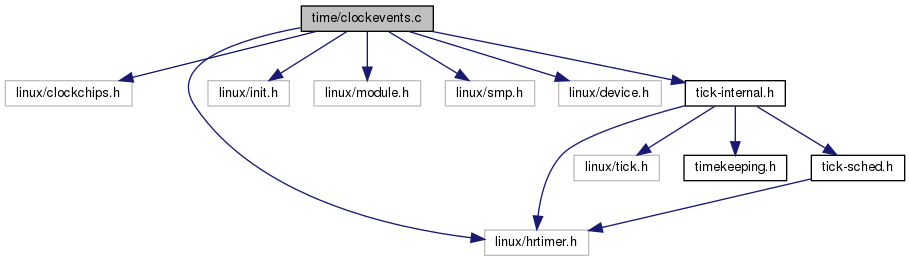 time/clockevents.c
linux/clockchips.h
linux/init.h
linux/module.h
linux/smp.h
linux/device.h
tick-internal.h
linux/tick.h
timekeeping.h
tick-sched.h
linux/hrtimer.h